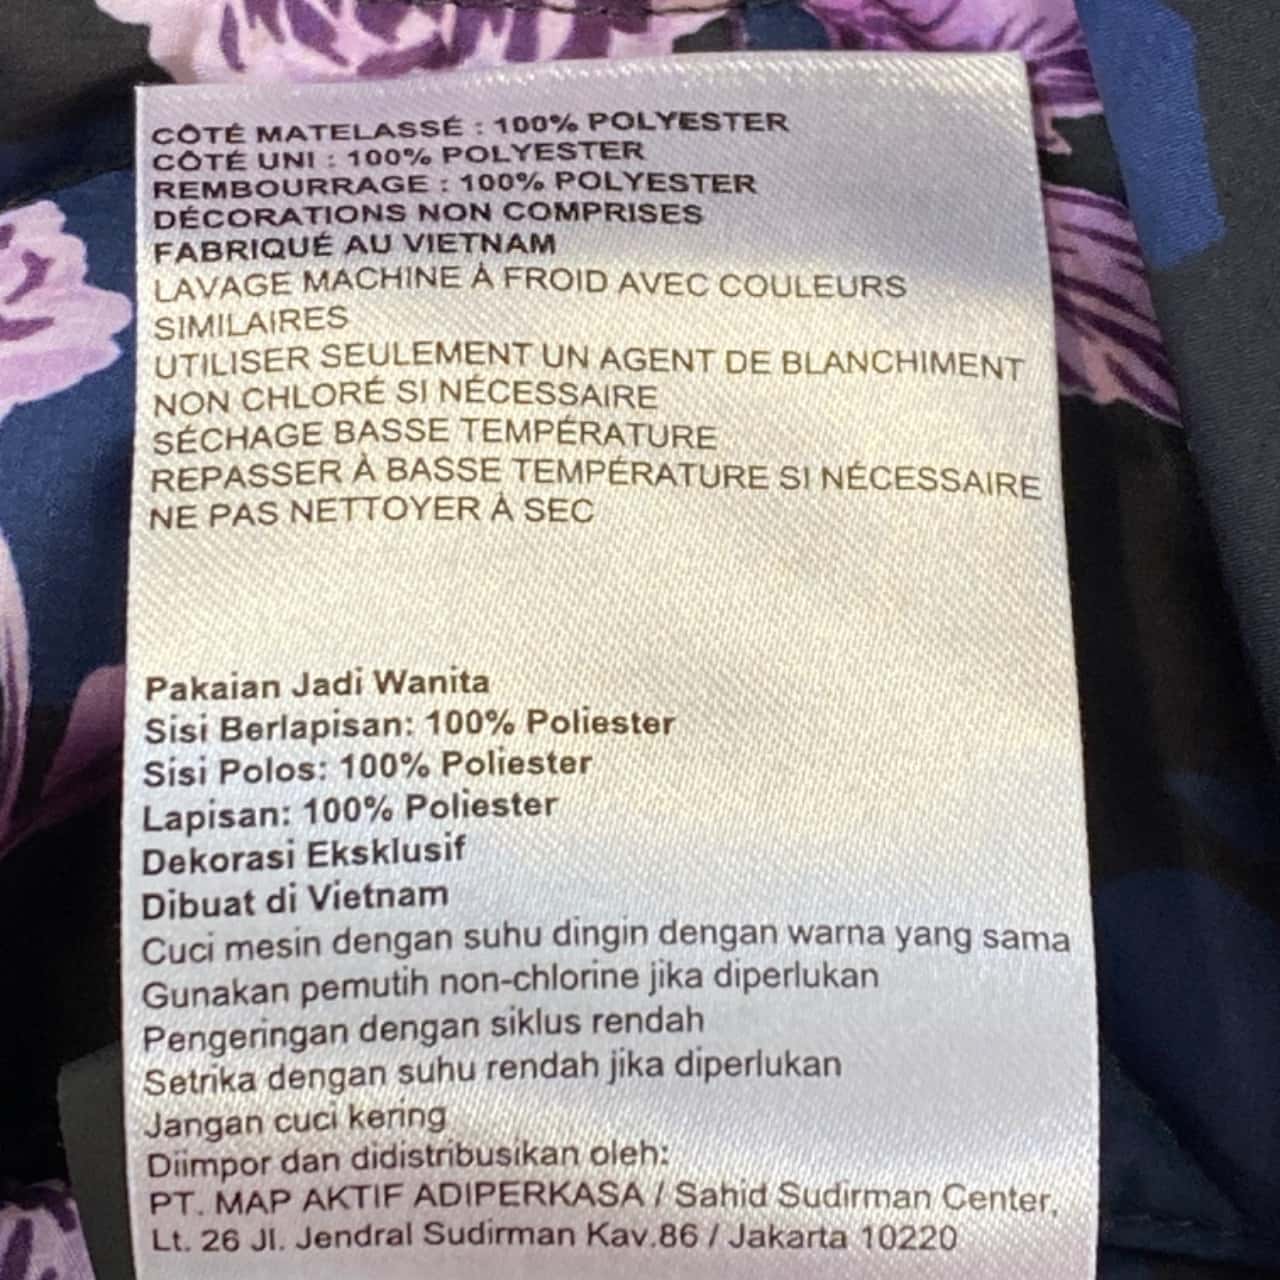 CÔTÉ MATELASSÉ : 100% POLYESTER
CÔTÉ UNI : 100% POLYESTER
REMBOURRAGE : 100% POLYESTER
DÉCORATIONS NON COMPRISES
FABRIQUÉ AU VIETNAM
LAVAGE MACHINE À FROID AVEC COULEURS
SIMILAIRES
UTILISER SEULEMENT UN AGENT DE BLANCHIMENT
NON CHLORÉ SI NÉCESSAIRE
SÉCHAGE BASSE TEMPÉRATURE
REPASSER À BASSE TEMPÉRATURE SI NÉCESSAIRE
NE PAS NETTOYER À SEC
Pakaian Jadi Wanita
Sisi Berlapisan: 100% Poliester
Sisi Polos: 100% Poliester
Lapisan: 100% Poliester
Dekorasi Eksklusif
Dibuat di Vietnam
Cuci mesin dengan suhu dingin dengan warna yang sama
Gunakan pemutih non-chlorine jika diperlukan
Pengeringan dengan siklus rendah
Setrika dengan suhu rendah jika diperlukan
Jangan cuci kering
Diimpor dan didistribusikan oleh:
PT. MAP AKTIF ADIPERKASA / Sahid Sudirman Center,
Lt. 26 Jl. Jendral Sudirman Kav.86 / Jakarta 10220